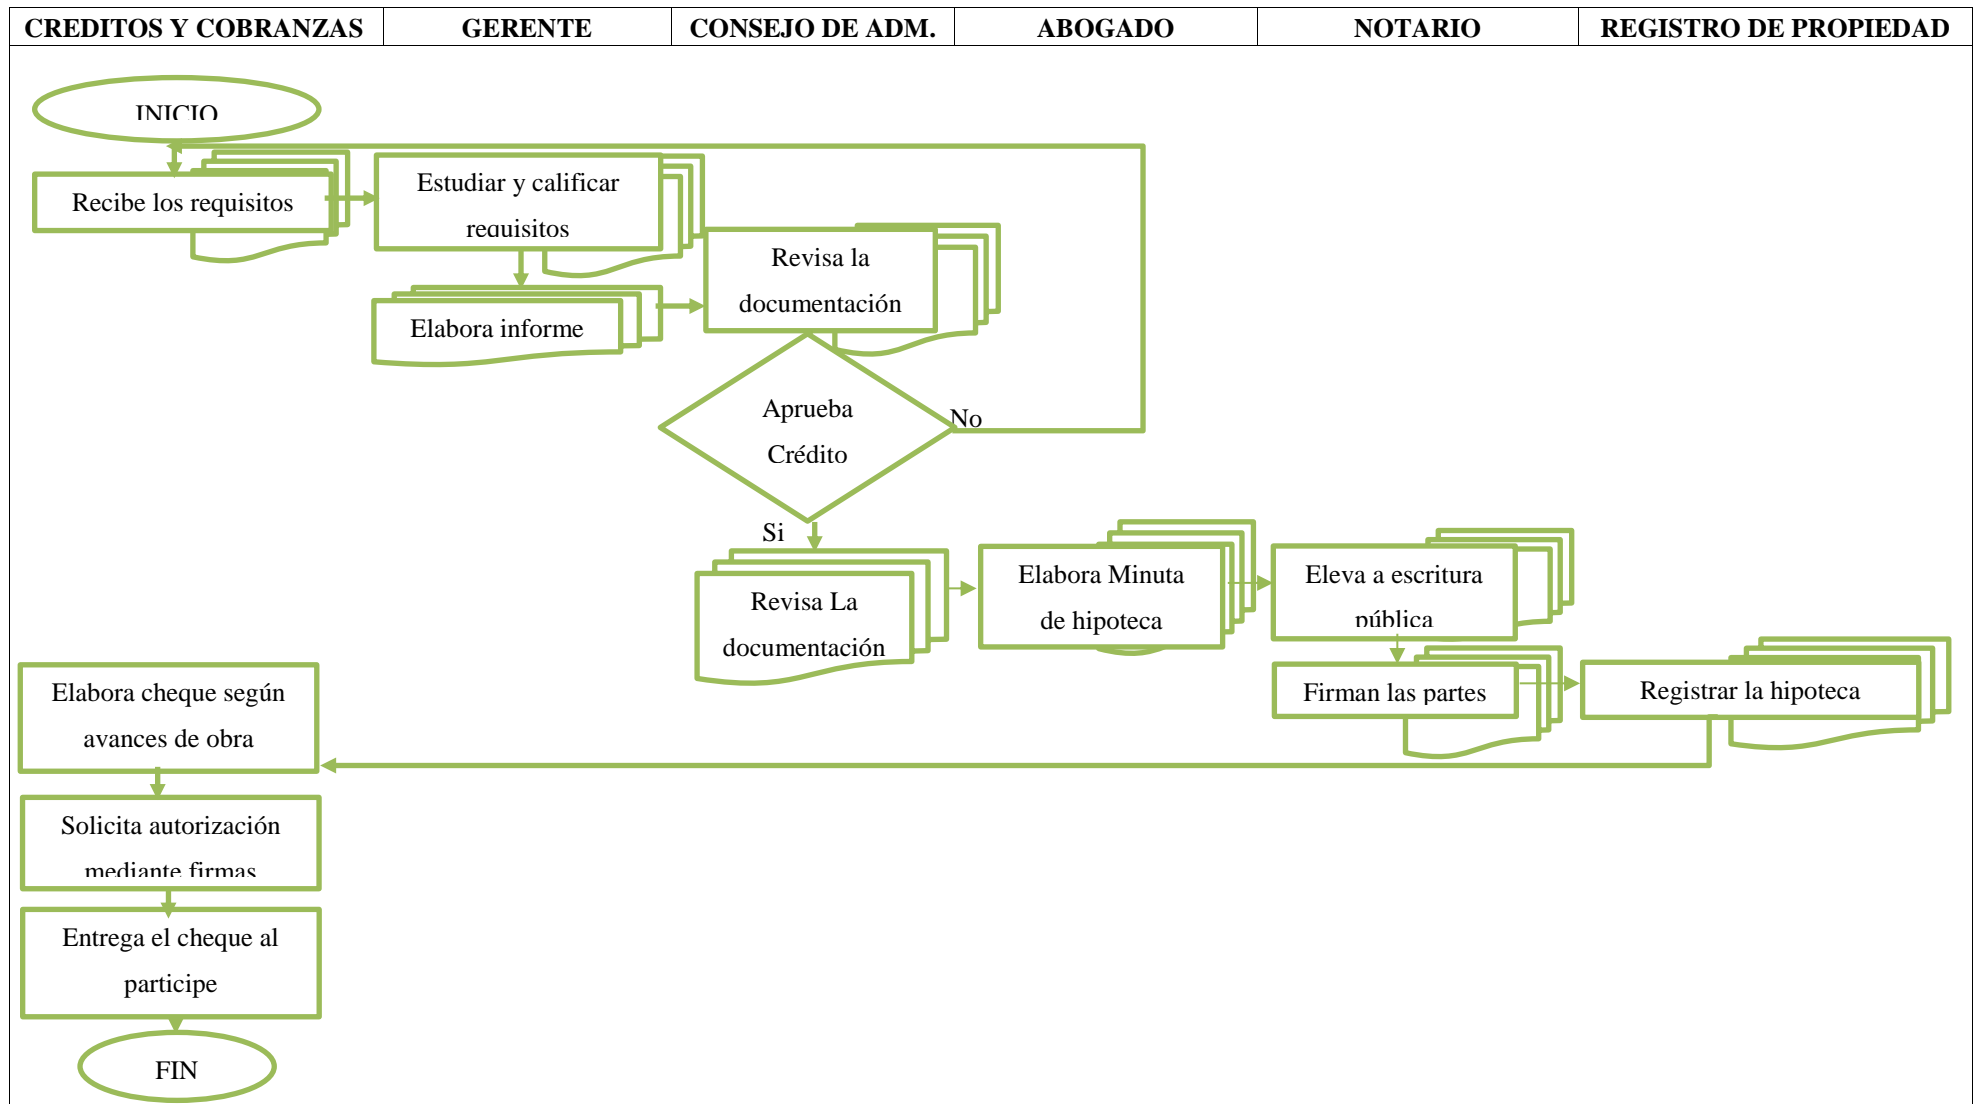 CREDITOS Y COBRANZAS
GERENTE
CONSEJO DE ADM.
ABOGADO
NOTARIO
REGISTRO DE PROPIEDAD
INICIO
Recibe los requisitos
Estudiar y calificar
requisitos
Elabora informe
Revisa la
documentación
Aprueba
Crédito
No
Si
Revisa La
documentación
Elabora Minuta
de hipoteca
Eleva a escritura
pública
Firman las partes
Registrar la hipoteca
Elabora cheque según
avances de obra
Solicita autorización
mediante firmas
Entrega el cheque al
participe
FIN